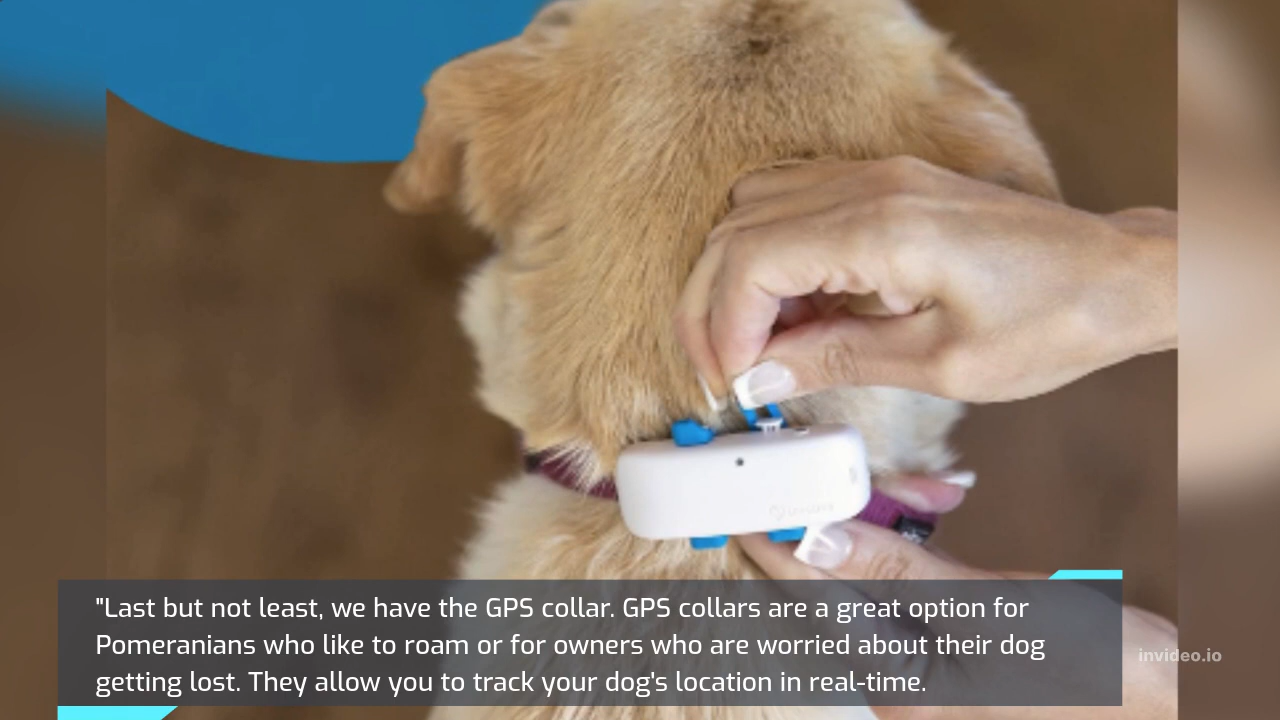 "Last but not least, we have the GPS collar. GPS collars are a great option for
Pomeranians who like to roam or for owners who are worried about their dog
getting lost. They allow you to track your dog's location in real-time.
invideo.io